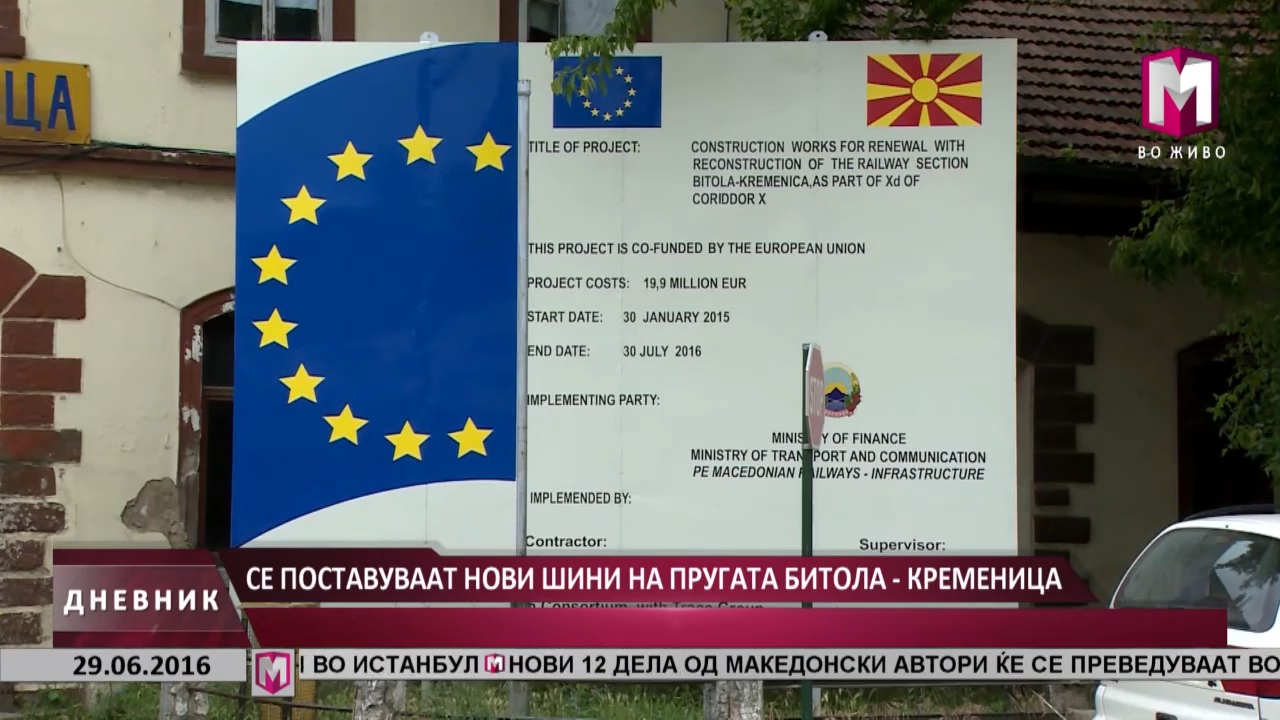 ЦА
ВО ЖИВО
TITLE OF PROJECT: CONSTRUCTION WORKS FOR RENEWAL WITH
RECONSTRUCTION OF THE RAILWAY SECTION
BITOLA-KREMENICA,AS PART OF Xd OF
CORIDDOR X
THIS PROJECT IS CO-FUNDED BY THE EUROPEAN UNION
PROJECT COSTS: 19,9 MILLION EUR
START DATE: 30 JANUARY 2015
END DATE: 30 JULY 2016
IMPLEMENTING PARTY:
STOP
MINISTRY OF FINANCE
MINISTRY OF TRANSPORT AND COMMUNICATION
PE MACEDONIAN RAILWAYS - INFRASTRUCTURE
IMPLEMENTED BY:
Contractor: Supervisor:
ДНЕВНИК
СЕ ПОСТАВУВААТ НОВИ ШИНИ НА ПРУГАТА БИТОЛА - КРЕМЕНИЦА
29.06.2016
ВО ИСТАНБУЛ НОВИ 12 ДЕЛА ОД МАКЕДОНСКИ АВТОРИ ЌЕ СЕ ПРЕВЕДУВААТ ВО